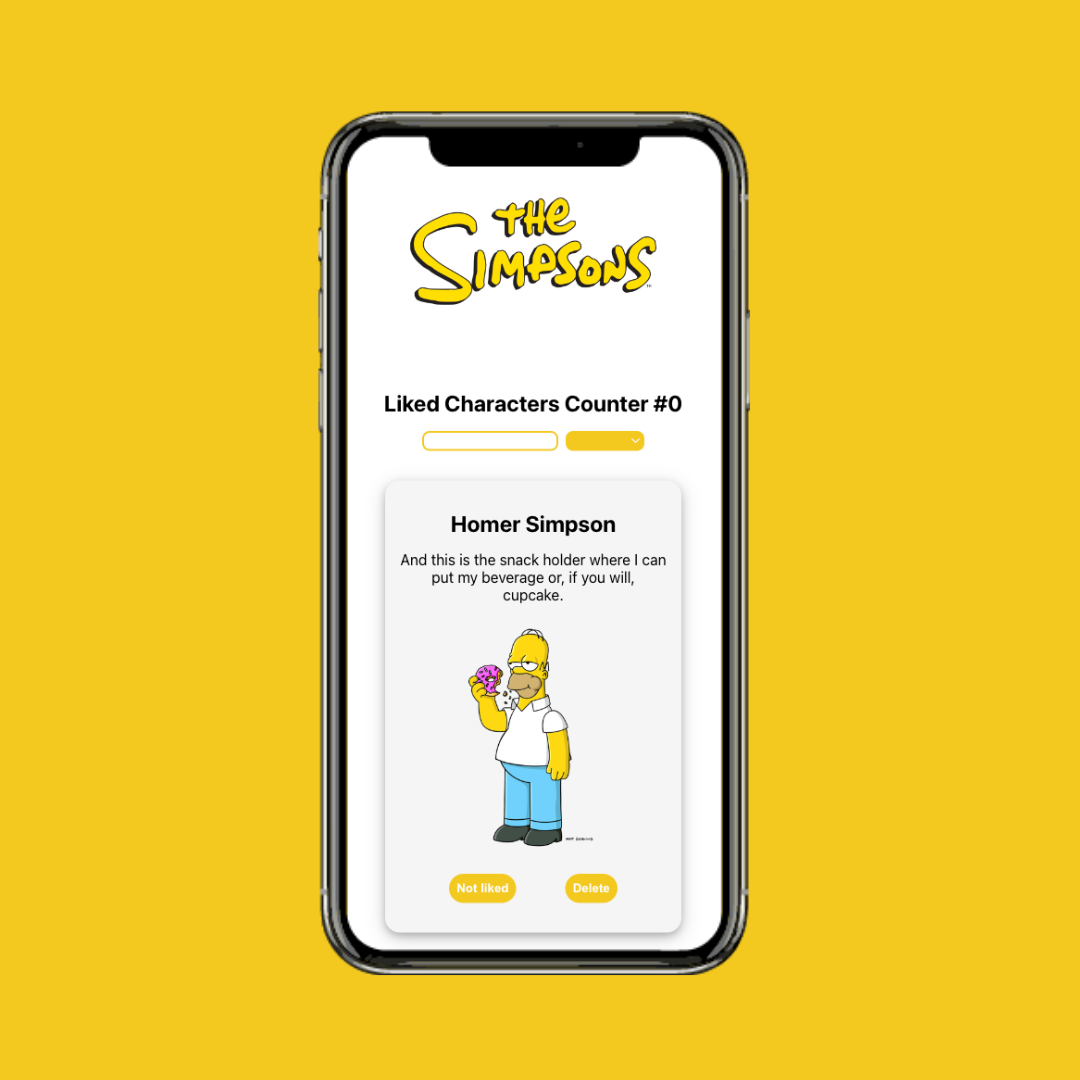 THE
SIMPSONS
TM
Liked Characters Counter #0
Homer Simpson
And this is the snack holder where I can
put my beverage or, if you will,
cupcake.
Not liked
Delete